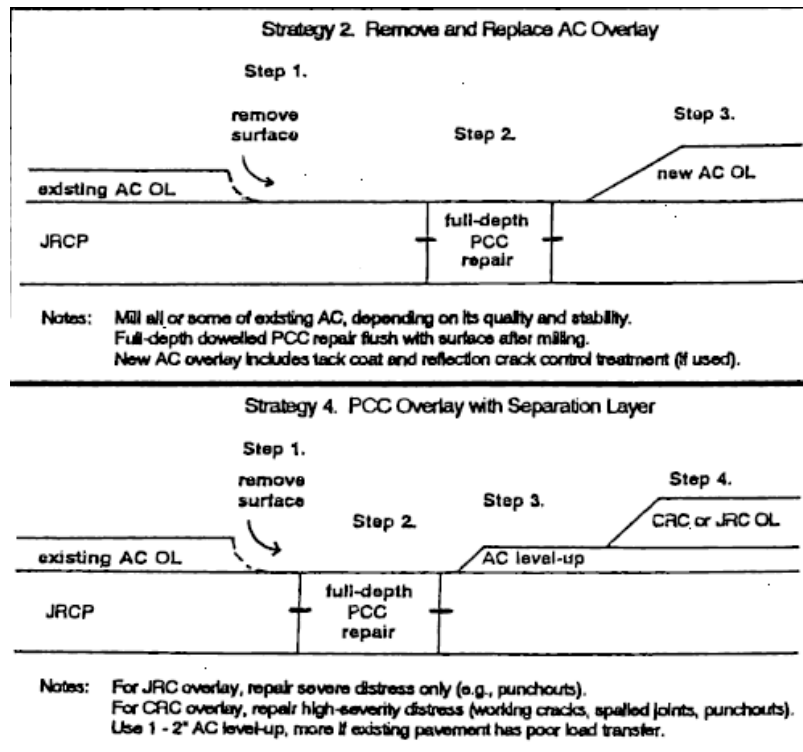 Strategy 2. Remove and Replace AC Overlay
Step 1.
remove
surface
Step 2.
Step 3.
existing AC OL
new AC OL
JRCP
full-depth
PCC
repair
Notes: Mill all or some of existing AC, depending on its quality and stability.
Full-depth dowelled PCC repair flush with surface after milling.
New AC overlay includes tack coat and reflection crack control treatment (if used).
Strategy 4. PCC Overlay with Separation Layer
Step 1.
remove
surface
Step 2.
Step 3.
Step 4.
existing AC OL
AC level-up
CRC or JRC OL
JRCP
full-depth
PCC
repair
Notes: For JRC overlay, repair severe distress only (e.g., punchouts).
For CRC overlay, repair high-severity distress (working cracks, spalled joints, punchouts).
Use 1 - 2" AC level-up, more if existing pavement has poor load transfer.